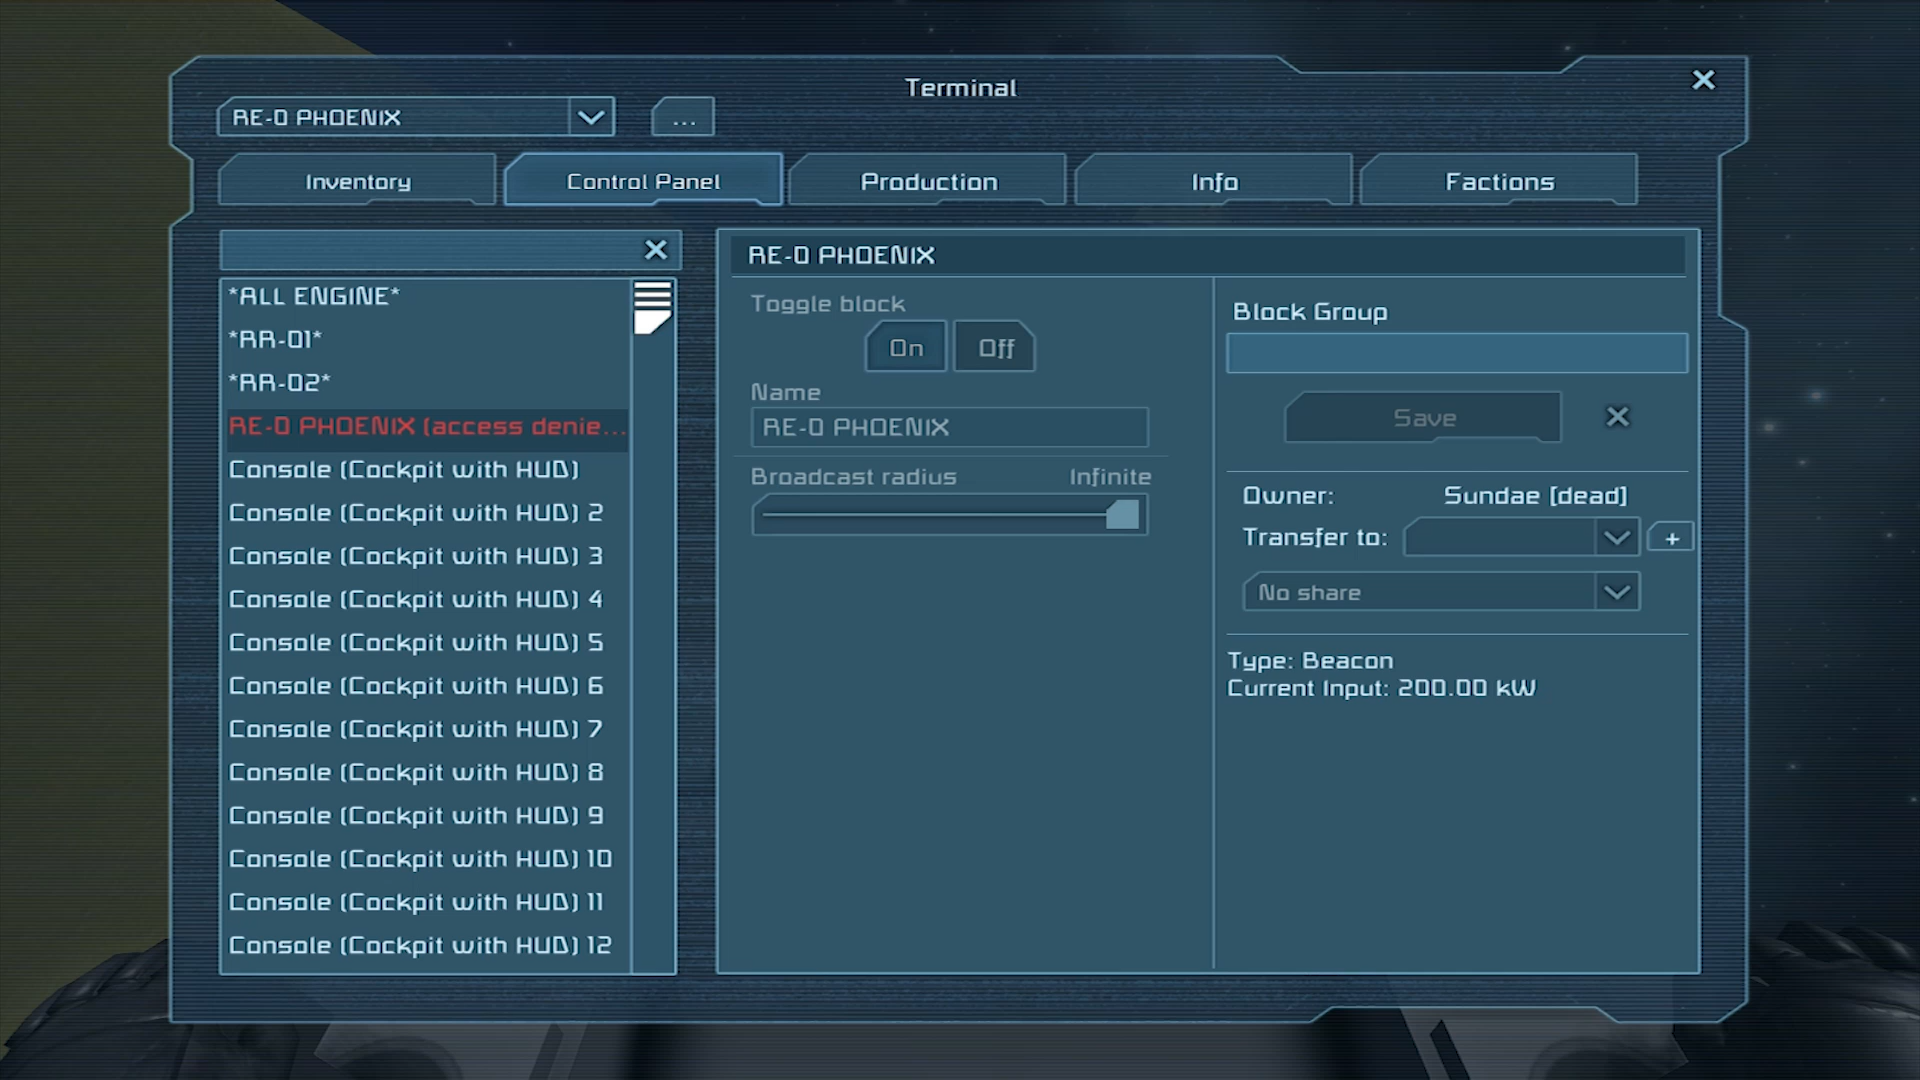 Terminal
RE-0 PHOENIX
...
Inventory
Control Panel
Production
Info
Factions
*ALL ENGINE*
*RR-01*
*RR-02*
RE-0 PHOENIX (access denie...
Console (Cockpit with HUD)
Console (Cockpit with HUD) 2
Console (Cockpit with HUD) 3
Console (Cockpit with HUD) 4
Console (Cockpit with HUD) 5
Console (Cockpit with HUD) 6
Console (Cockpit with HUD) 7
Console (Cockpit with HUD) 8
Console (Cockpit with HUD) 9
Console (Cockpit with HUD) 10
Console (Cockpit with HUD) 11
Console (Cockpit with HUD) 12
RE-0 PHOENIX
Toggle block
On Off
Name
RE-0 PHOENIX
Broadcast radius Infinite
Block Group
Save
Owner: Sundae [dead]
Transfer to:
+
No share
Type: Beacon
Current Input: 200.00 kW